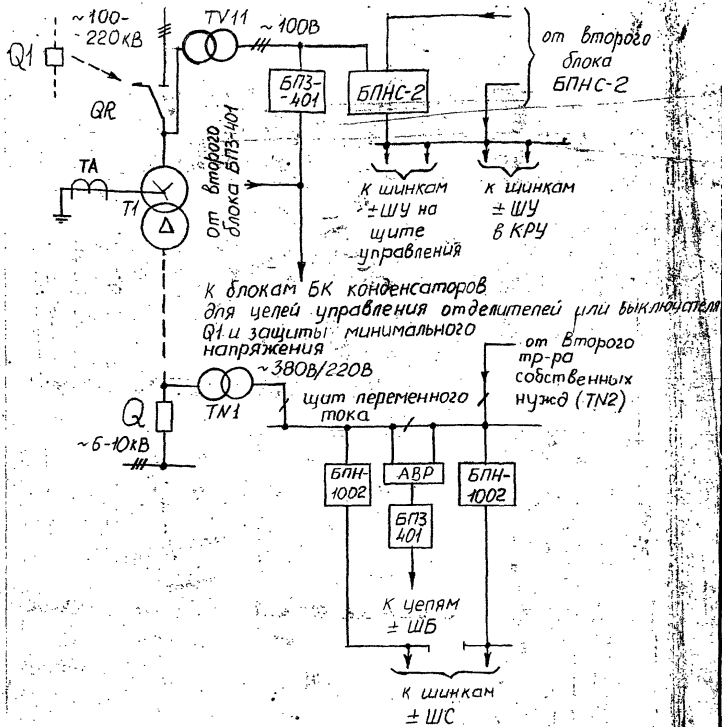 ~100-
-220кВ
Q1
QR
TV11
~100В
БПЗ-
-401
БПНС-2
от второго
блока
БПНС-2
TA
T1
От второго
блока БПЗ-401
К шинкам
± ШУ на
щите
управления
к шинкам
± ШУ
в КРУ
К блокам БК конденсаторов
для целей управления отделителей или выключателя
Q1 и защиты минимального
напряжения
~380В/220В
TN1
щит переменного
тока
от Второго
тр-ра
собственных
нужд (TN2)
Q
~6-10кВ
БПН-
1002
АВР
БПН-
1002
БПЗ
401
К цепям
± ШБ
К шинкам
± ШС